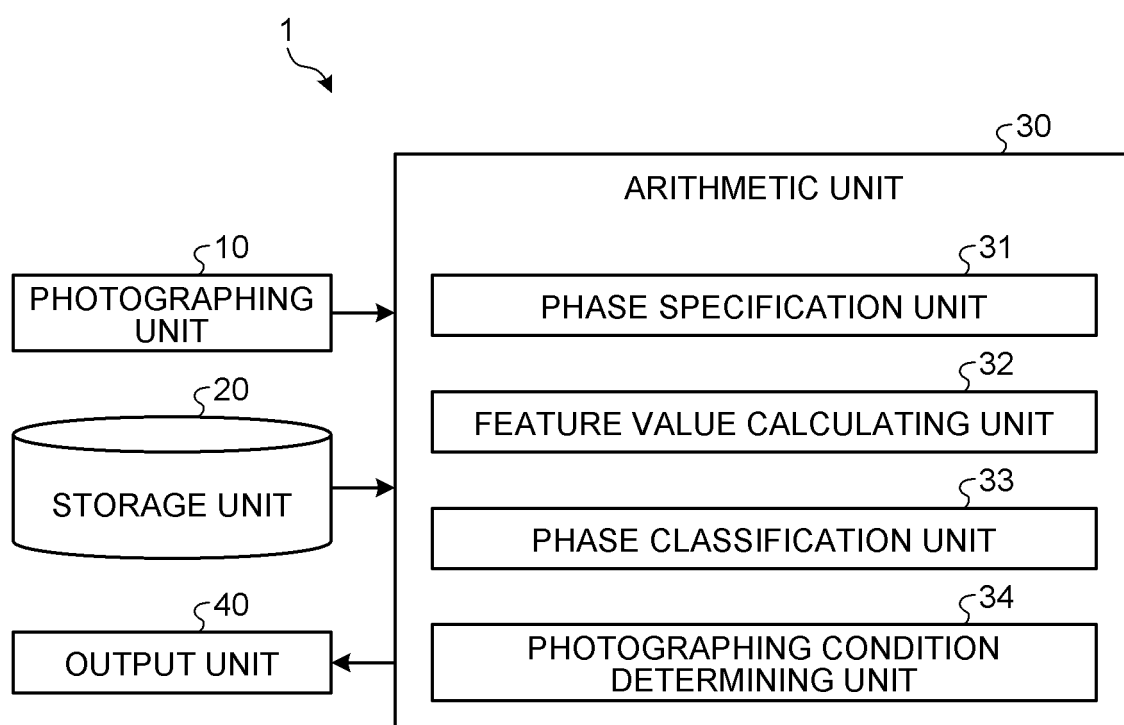 1
30
ARITHMETIC UNIT
10
PHOTOGRAPHING
UNIT
31
PHASE SPECIFICATION UNIT
20
STORAGE UNIT
32
FEATURE VALUE CALCULATING UNIT
33
PHASE CLASSIFICATION UNIT
40
OUTPUT UNIT
34
PHOTOGRAPHING CONDITION
DETERMINING UNIT